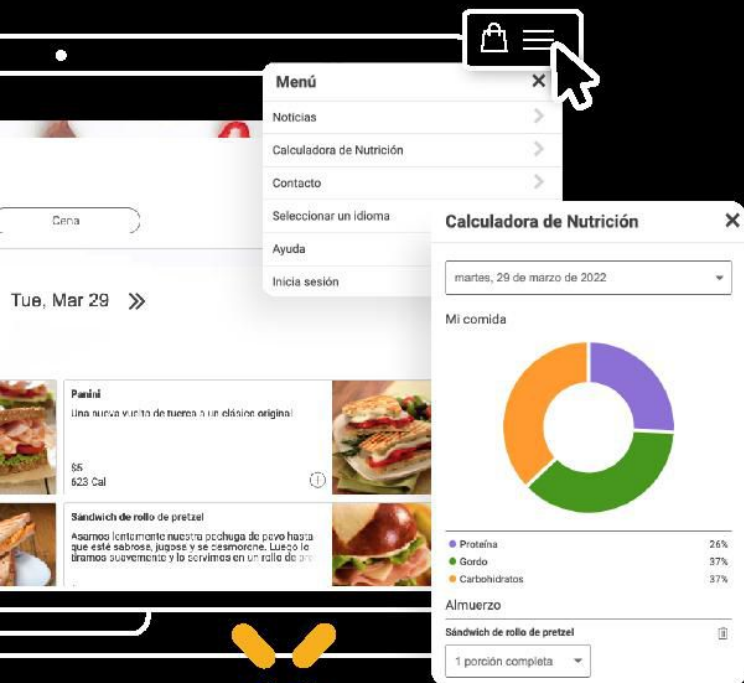 Menú
Noticias
Calculadora de Nutrición
Contacto
Seleccionar un idioma
Ayuda
Inicia sesión
Cena
Tue, Mar 29
Panini
Una nueva vuelta de tuerca a un clásico original
$5
623 Cal
Sándwich de rollo de pretzel
Asamos lentamente nuestra pechuga de pavo hasta
que esté sabrosa, jugosa y se desmorone. Luego lo
tiramos suavemente y lo servimos en un rollo de
Calculadora de Nutrición
martes, 29 de marzo de 2022
Mi comida
Proteína 26%
Gordo 37%
Carbohidratos 37%
Almuerzo
Sándwich de rollo de pretzel
1 porción completa